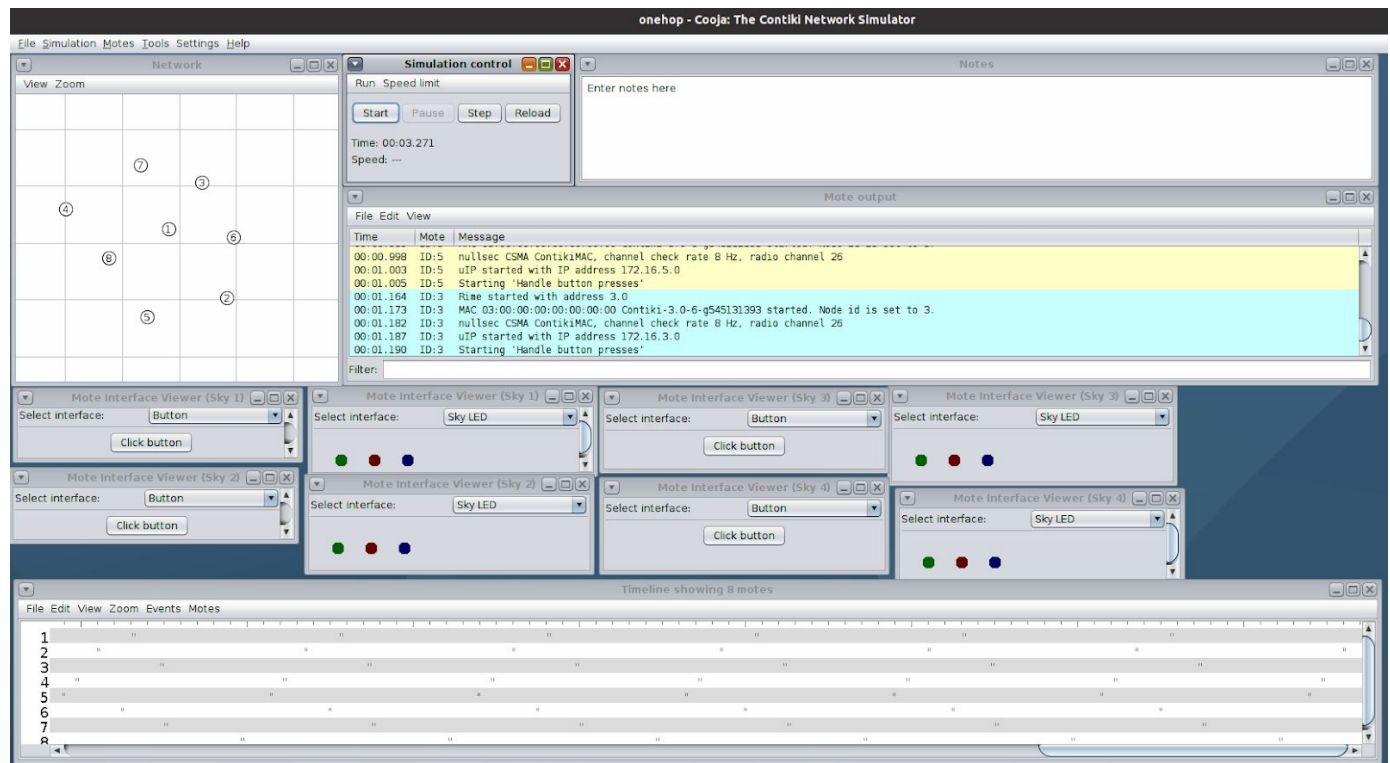 onehop - Cooja: The Contiki Network Simulator
File Simulation Motes Tools Settings Help
Network
View Zoom
7
3
4
1
6
8
2
5
Simulation control
Run Speed limit
Start Pause Step Reload
Time: 00:03.271
Speed: ---
Notes
Enter notes here
Mote output
File Edit View
Time Mote Message
00:00.998 ID:5 nullsec CSMA ContikiMAC, channel check rate 8 Hz, radio channel 26
00:01.003 ID:5 uIP started with IP address 172.16.5.0
00:01.005 ID:5 Starting 'Handle button presses'
00:01.164 ID:3 Rime started with address 3.0
00:01.173 ID:3 MAC 03:00:00:00:00:00:00:00 Contiki-3.0-6-g545131393 started. Node id is set to 3.
00:01.182 ID:3 nullsec CSMA ContikiMAC, channel check rate 8 Hz, radio channel 26
00:01.187 ID:3 uIP started with IP address 172.16.3.0
00:01.190 ID:3 Starting 'Handle button presses'
Filter:
Mote Interface Viewer (Sky 1)
Select interface: Button
Click button
Mote Interface Viewer (Sky 1)
Select interface: Sky LED
Mote Interface Viewer (Sky 3)
Select interface: Button
Click button
Mote Interface Viewer (Sky 3)
Select interface: Sky LED
Mote Interface Viewer (Sky 2)
Select interface: Button
Click button
Mote Interface Viewer (Sky 2)
Select interface: Sky LED
Mote Interface Viewer (Sky 4)
Select interface: Button
Click button
Mote Interface Viewer (Sky 4)
Select interface: Sky LED
Timeline showing 8 motes
File Edit View Zoom Events Motes
1
2
3
4
5
6
7
8